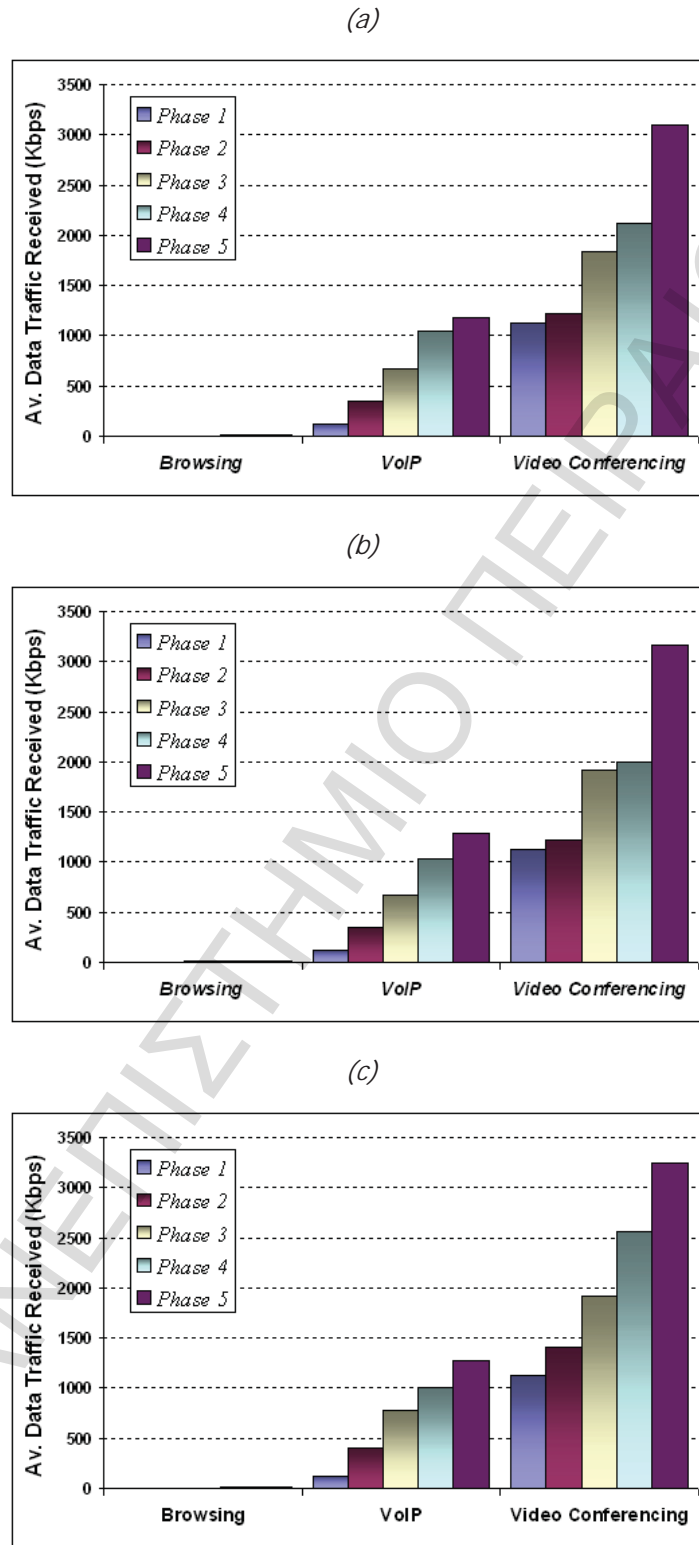 (a)
Av. Data Traffic Received (Kbps)
3500
3000
2500
2000
1500
1000
500
0
Phase 1
Phase 2
Phase 3
Phase 4
Phase 5
Browsing VoIP Video Conferencing
(b)
Av. Data Traffic Received (Kbps)
3500
3000
2500
2000
1500
1000
500
0
Phase 1
Phase 2
Phase 3
Phase 4
Phase 5
Browsing VoIP Video Conferencing
(c)
Av. Data Traffic Received (Kbps)
3500
3000
2500
2000
1500
1000
500
0
Phase 1
Phase 2
Phase 3
Phase 4
Phase 5
Browsing VoIP Video Conferencing